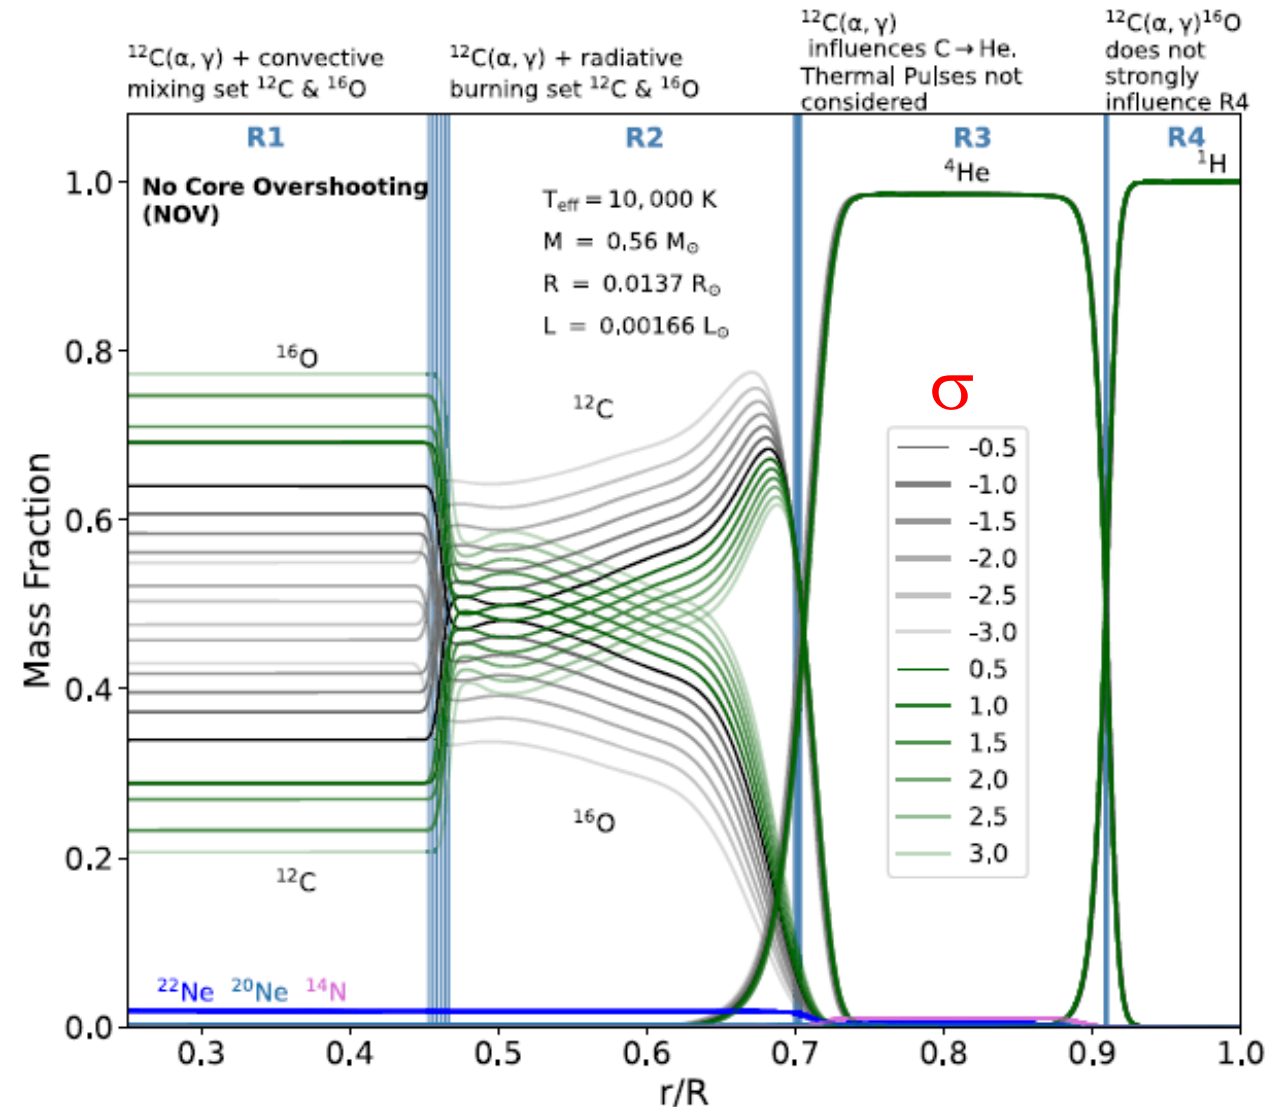 ¹²C(α, γ) + convective
mixing set ¹²C & ¹⁶O
¹²C(α, γ) + radiative
burning set ¹²C & ¹⁶O
¹²C(α, γ)
influences C→He.
Thermal Pulses not
considered
¹²C(α, γ)¹⁶O
does not
strongly
influence R4
R1
R2
R3
R4
No Core Overshooting
(NOV)
T_eff = 10, 000 K
M = 0.56 M_⊙
R = 0.0137 R_⊙
L = 0.00166 L_⊙
⁴He
¹H
¹⁶O
¹²C
¹²C
¹⁶O
σ
-0.5
-1.0
-1.5
-2.0
-2.5
-3.0
0.5
1.0
1.5
2.0
2.5
3.0
²²Ne ²⁰Ne ¹⁴N
Mass Fraction
1.0
0.8
0.6
0.4
0.2
0.0
0.3 0.4 0.5 0.6 0.7 0.8 0.9 1.0
r/R